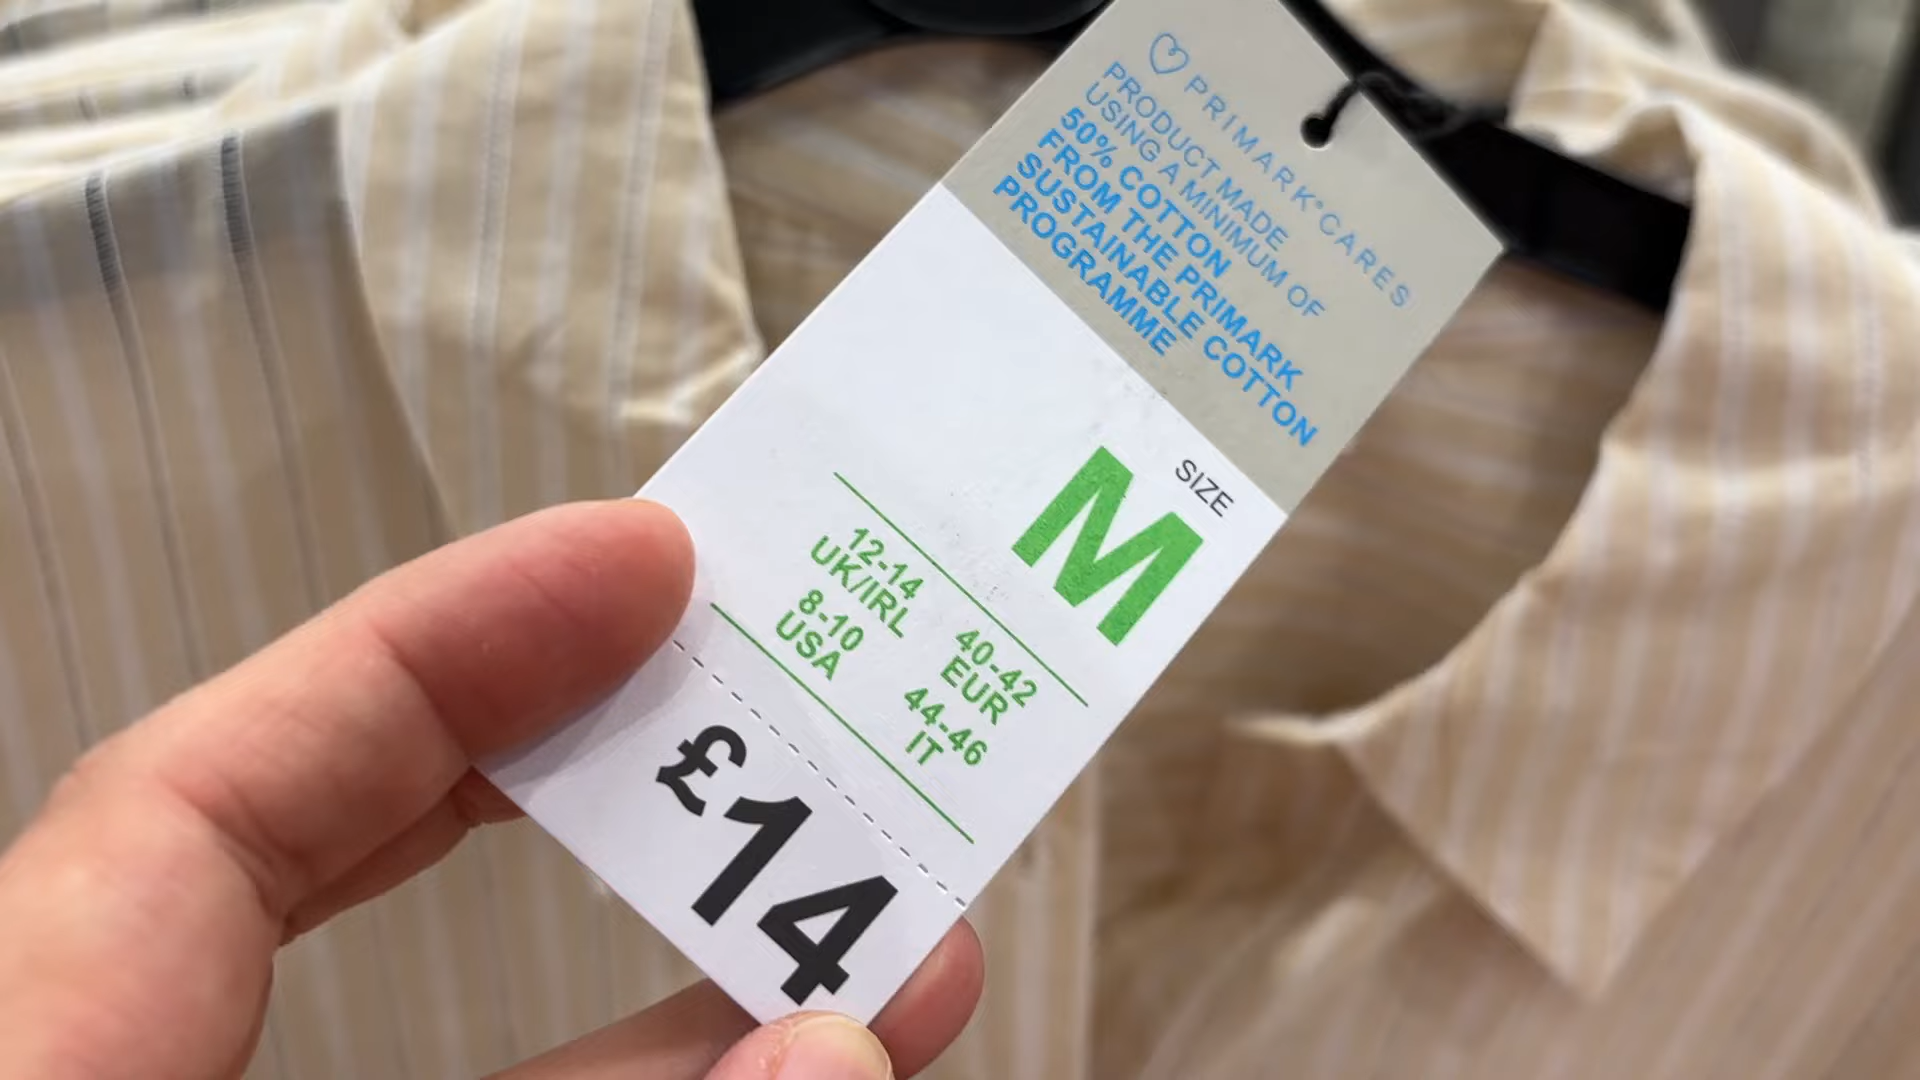 PRIMARK® CARES
PRODUCT MADE
USING A MINIMUM OF
50% COTTON
FROM THE PRIMARK
SUSTAINABLE COTTON
PROGRAMME
SIZE
M
12-14
UK/IRL
40-42
EUR
8-10
USA
44-46
IT
£14